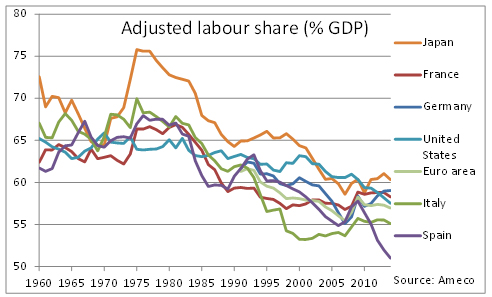 Adjusted labour share (% GDP)
80
75
70
65
60
55
50
1960 1965 1970 1975 1980 1985 1990 1995 2000 2005 2010
Japan
France
Germany
United
States
Euro area
Italy
Spain
Source: Ameco